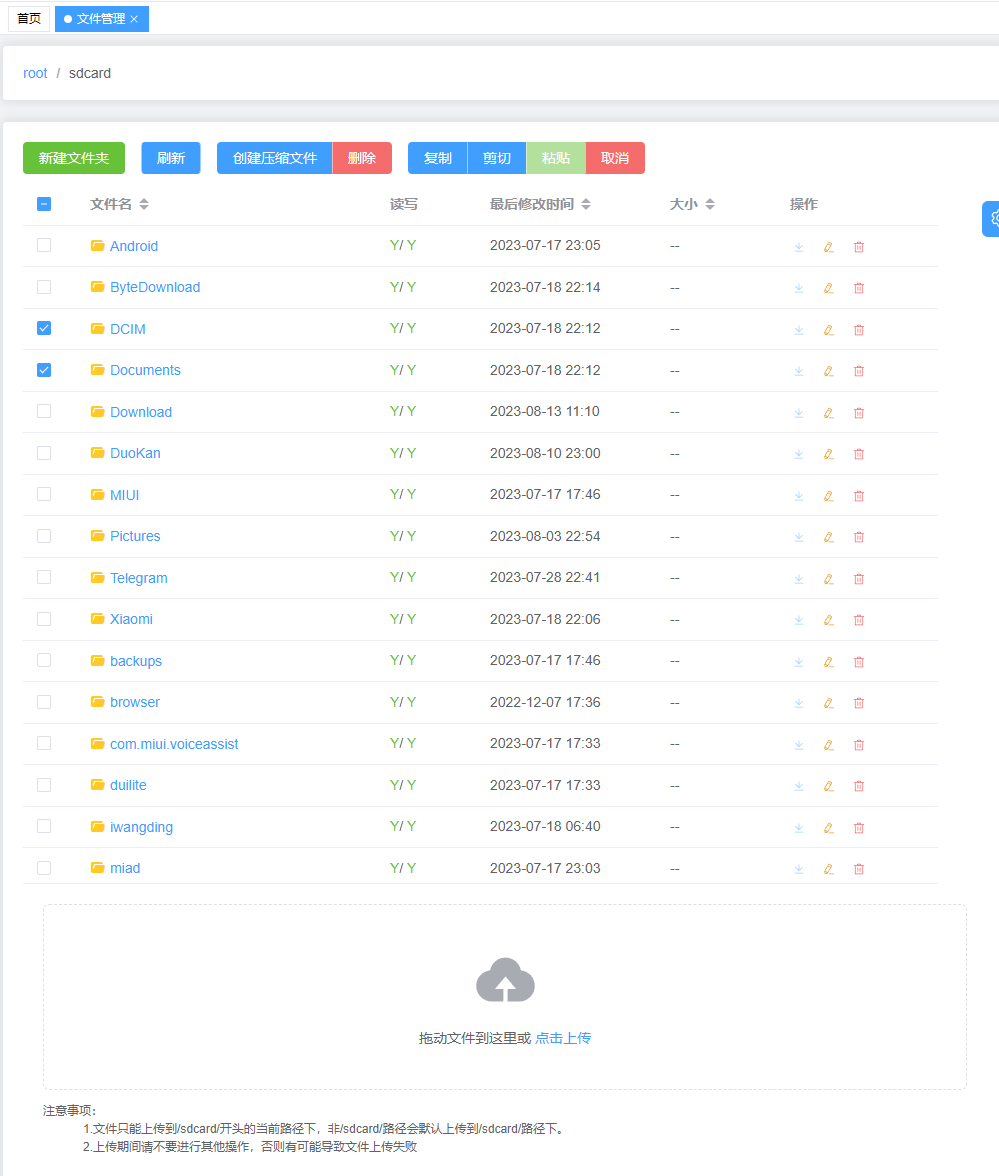 首页 文件管理 ×
root / sdcard
新建文件夹 刷新 创建压缩文件 删除 复制 剪切 粘贴 取消
文件名 读写 最后修改时间 大小 操作
Android Y/ Y 2023-07-17 23:05 --
ByteDownload Y/ Y 2023-07-18 22:14 --
DCIM Y/ Y 2023-07-18 22:12 --
Documents Y/ Y 2023-07-18 22:12 --
Download Y/ Y 2023-08-13 11:10 --
DuoKan Y/ Y 2023-08-10 23:00 --
MIUI Y/ Y 2023-07-17 17:46 --
Pictures Y/ Y 2023-08-03 22:54 --
Telegram Y/ Y 2023-07-28 22:41 --
Xiaomi Y/ Y 2023-07-18 22:06 --
backups Y/ Y 2023-07-17 17:46 --
browser Y/ Y 2022-12-07 17:36 --
com.miui.voiceassist Y/ Y 2023-07-17 17:33 --
duilite Y/ Y 2023-07-17 17:33 --
iwangding Y/ Y 2023-07-18 06:40 --
miad Y/ Y 2023-07-17 23:03 --
拖动文件到这里或 点击上传
注意事项：
1.文件只能上传到/sdcard/开头的当前路径下，非/sdcard/路径会默认上传到/sdcard/路径下。
2.上传期间请不要进行其他操作，否则有可能导致文件上传失败